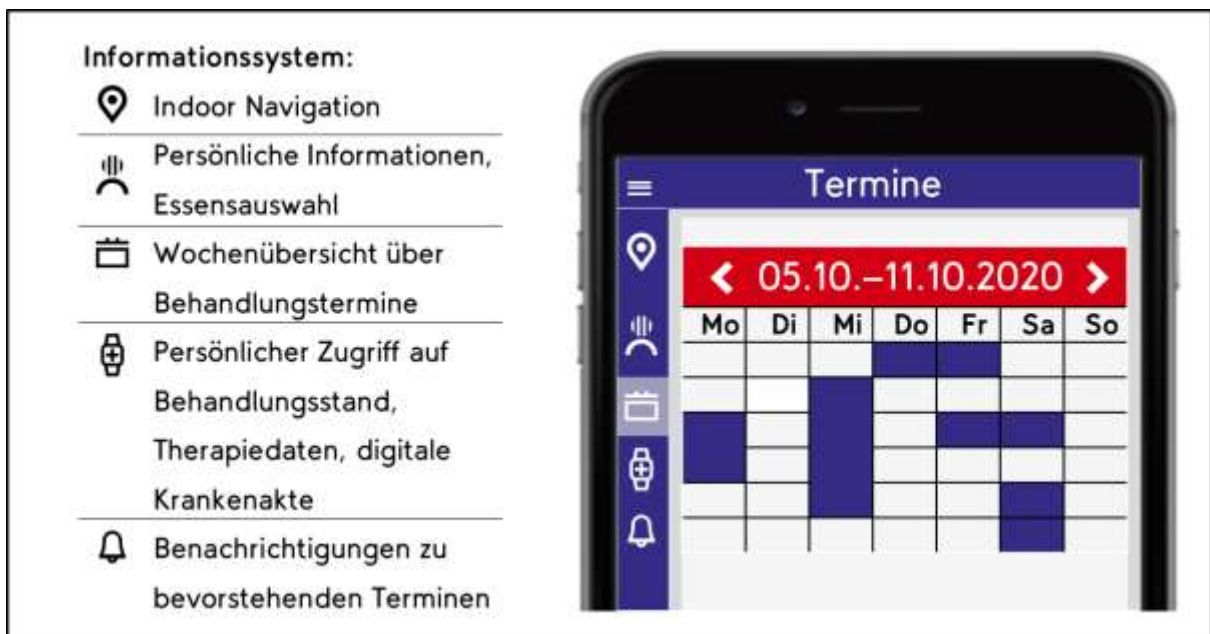 Informationssystem:
Indoor Navigation
Persönliche Informationen,
Essensauswahl
Wochenübersicht über
Behandlungstermine
Persönlicher Zugriff auf
Behandlungsstand,
Therapiedaten, digitale
Krankenakte
Benachrichtigungen zu
bevorstehenden Terminen
Termine
05.10.–11.10.2020
Mo Di Mi Do Fr Sa So